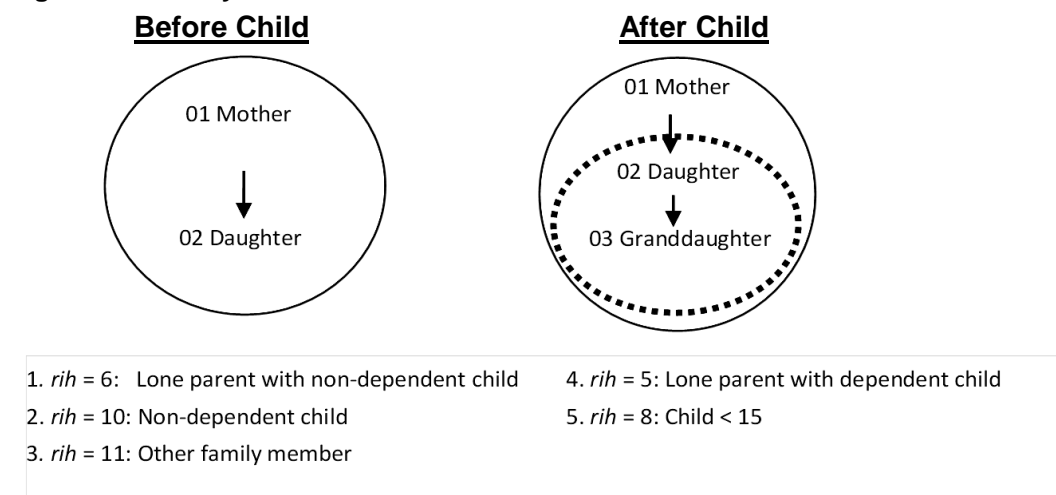 Before Child
After Child
01 Mother
02 Daughter
01 Mother
02 Daughter
03 Granddaughter
1. rih = 6: Lone parent with non-dependent child
2. rih = 10: Non-dependent child
3. rih = 11: Other family member
4. rih = 5: Lone parent with dependent child
5. rih = 8: Child < 15